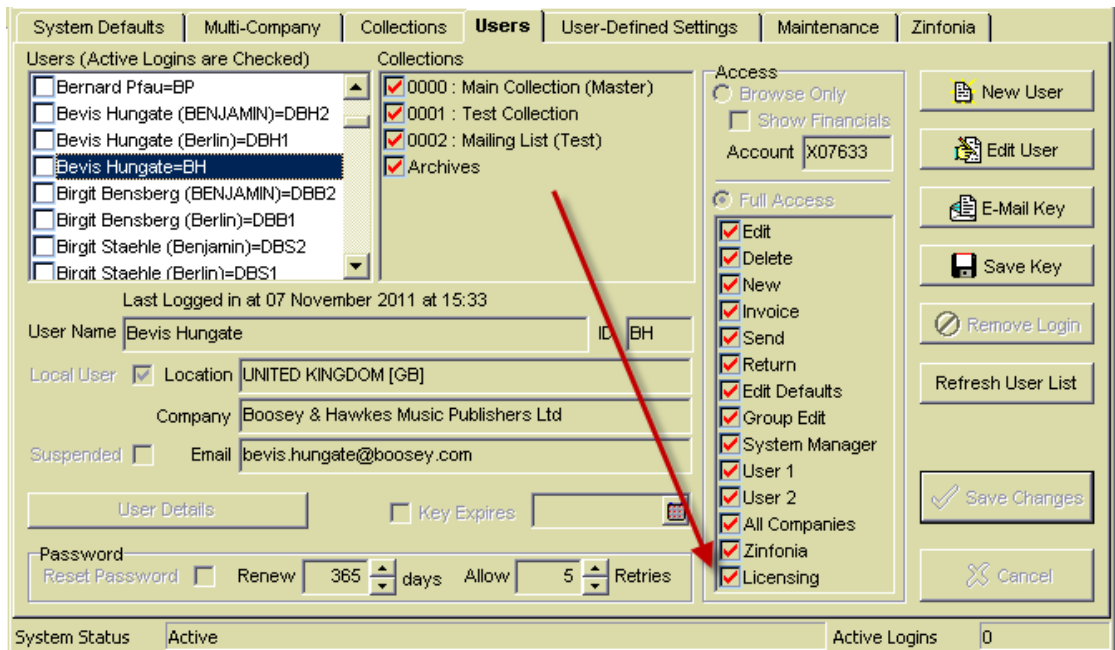 System Defaults
Multi-Company
Collections
Users
User-Defined Settings
Maintenance
Zinfonia
Users (Active Logins are Checked)
Bernard Pfau=BP
Bevis Hungate (BENJAMIN)=DBH2
Bevis Hungate (Berlin)=DBH1
Bevis Hungate=BH
Birgit Bensberg (BENJAMIN)=DBB2
Birgit Bensberg (Berlin)=DBB1
Birgit Staehle (Benjamin)=DBS2
Birgit Staehle (Berlin)=DBS1
Collections
0000 : Main Collection (Master)
0001 : Test Collection
0002 : Mailing List (Test)
Archives
Last Logged in at 07 November 2011 at 15:33
User Name Bevis Hungate ID BH
Local User Location UNITED KINGDOM [GB]
Company Boosey & Hawkes Music Publishers Ltd
Suspended Email bevis.hungate@boosey.com
User Details Key Expires
Password
Reset Password Renew 365 days Allow 5 Retries
Access
Browse Only
Show Financials
Account X07633
Full Access
Edit
Delete
New
Invoice
Send
Return
Edit Defaults
Group Edit
System Manager
User 1
User 2
All Companies
Zinfonia
Licensing
New User
Edit User
E-Mail Key
Save Key
Remove Login
Refresh User List
Save Changes
Cancel
System Status Active Active Logins 0